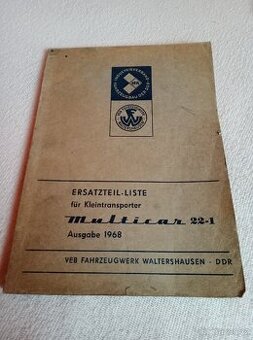 ERSATZTEIL-LISTE
für Kleintransporter
multicar 22-1
Ausgabe 1968
VEB FAHRZEUGWERK WALTERSHAUSEN - DDR